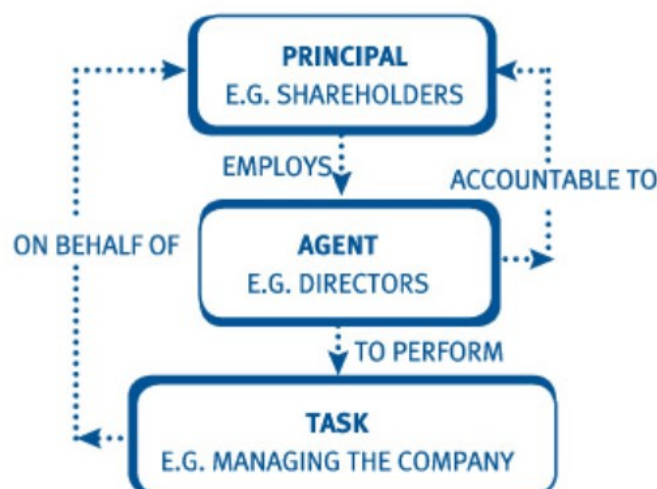 PRINCIPAL
E.G. SHAREHOLDERS
EMPLOYS
ACCOUNTABLE TO
ON BEHALF OF
AGENT
E.G. DIRECTORS
TO PERFORM
TASK
E.G. MANAGING THE COMPANY